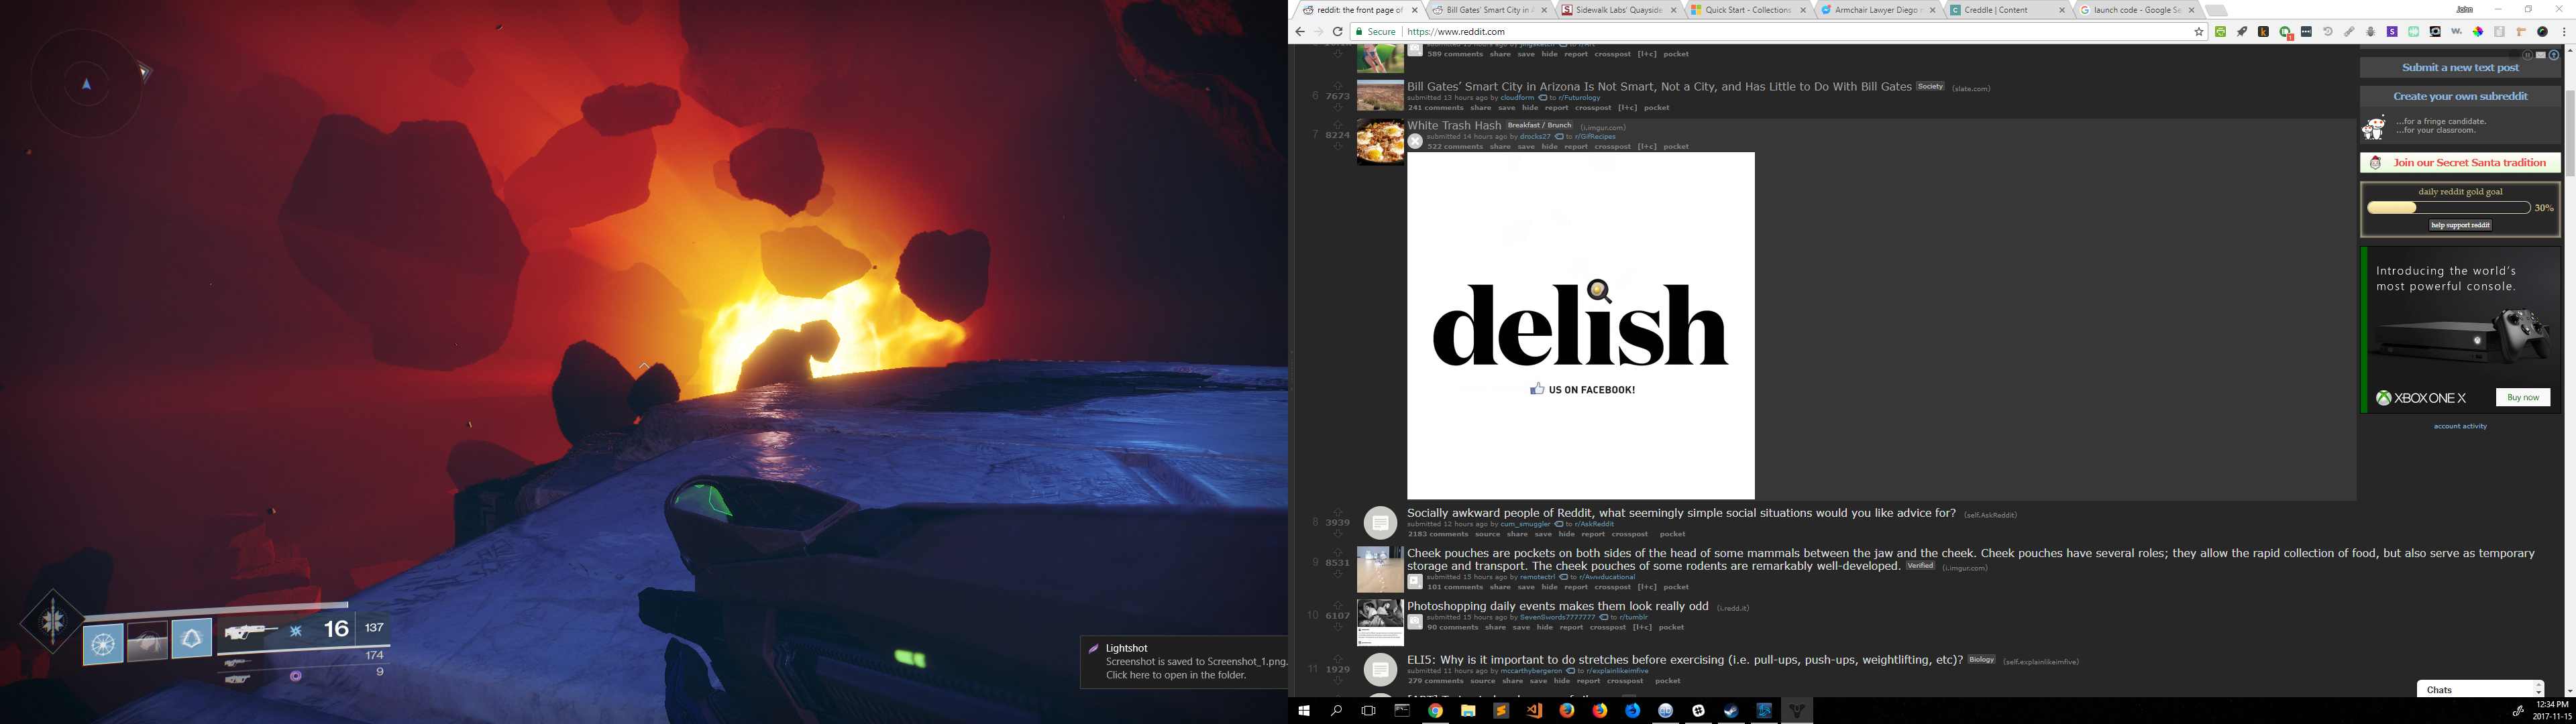 16
137
174
9
Lightshot
Screenshot is saved to Screenshot_1.png.
Click here to open in the folder.
reddit: the front page of
Bill Gates' Smart City in A
Sidewalk Labs' Quayside
Quick Start - Collections
Armchair Lawyer Diego
Creddle | Content
launch code - Google Se
John
Secure
https://www.reddit.com
589 comments share save hide report crosspost [l+c] pocket
6
7673
Bill Gates' Smart City in Arizona Is Not Smart, Not a City, and Has Little to Do With Bill Gates Society (slate.com)
submitted 13 hours ago by cloudform to r/Futurology
241 comments share save hide report crosspost [l+c] pocket
7
8224
White Trash Hash Breakfast / Brunch (i.imgur.com)
submitted 14 hours ago by drocks27 to r/GifRecipes
522 comments share save hide report crosspost [l+c] pocket
delish
US ON FACEBOOK!
8
3939
Socially awkward people of Reddit, what seemingly simple social situations would you like advice for? (self.AskReddit)
submitted 12 hours ago by cum_smuggler to r/AskReddit
2183 comments source share save hide report crosspost pocket
9
8531
Cheek pouches are pockets on both sides of the head of some mammals between the jaw and the cheek. Cheek pouches have several roles; they allow the rapid collection of food, but also serve as temporary
storage and transport. The cheek pouches of some rodents are remarkably well-developed. Verified (i.imgur.com)
submitted 15 hours ago by remotectrl to r/Awwducational
101 comments share save hide report crosspost [l+c] pocket
10
6107
Photoshopping daily events makes them look really odd (i.redd.it)
submitted 15 hours ago by SevenSwords7777777 to r/tumblr
90 comments share save hide report crosspost [l+c] pocket
11
1929
ELI5: Why is it important to do stretches before exercising (i.e. pull-ups, push-ups, weightlifting, etc)? Biology (self.explainlikeimfive)
submitted 11 hours ago by mccarthybergeron to r/explainlikeimfive
279 comments source share save hide report crosspost pocket
Submit a new text post
Create your own subreddit
...for a fringe candidate.
...for your classroom.
Join our Secret Santa tradition
daily reddit gold goal
30%
help support reddit
Introducing the world's
most powerful console.
XBOX ONE X
Buy now
account activity
Chats
12:34 PM
2017-11-15